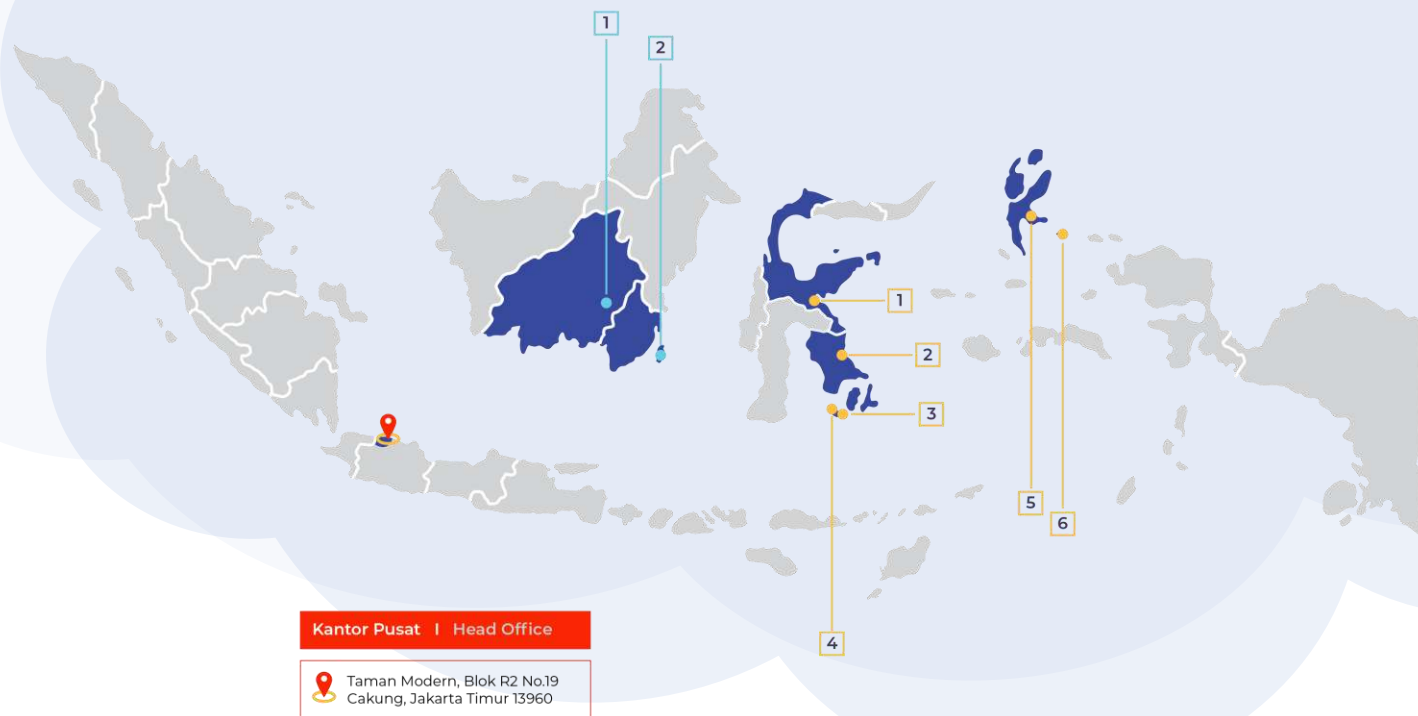 1
2
1
2
3
5
6
4
Kantor Pusat I Head Office
Taman Modern, Blok R2 No.19
Cakung, Jakarta Timur 13960